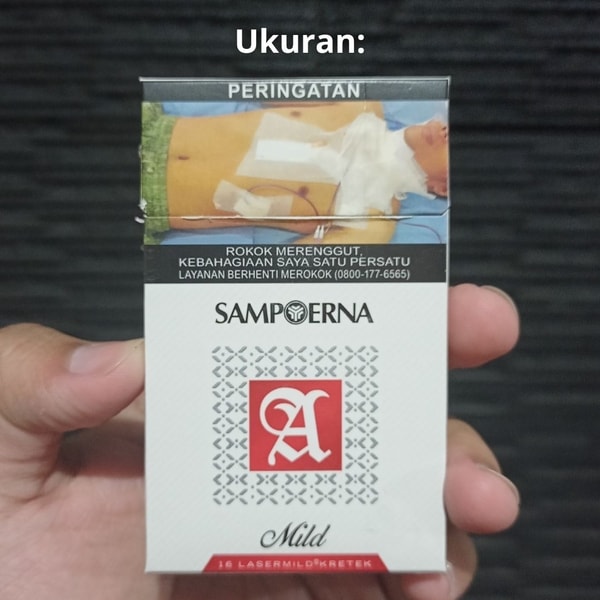 Ukuran:
PERINGATAN
ROKOK MERENGGUT,
KEBAHAGIAAN SAYA SATU PERSATU
LAYANAN BERHENTI MEROKOK (0800-177-6565)
SAMPOERNA
A
Mild
16 LASERMILD®KRETEK